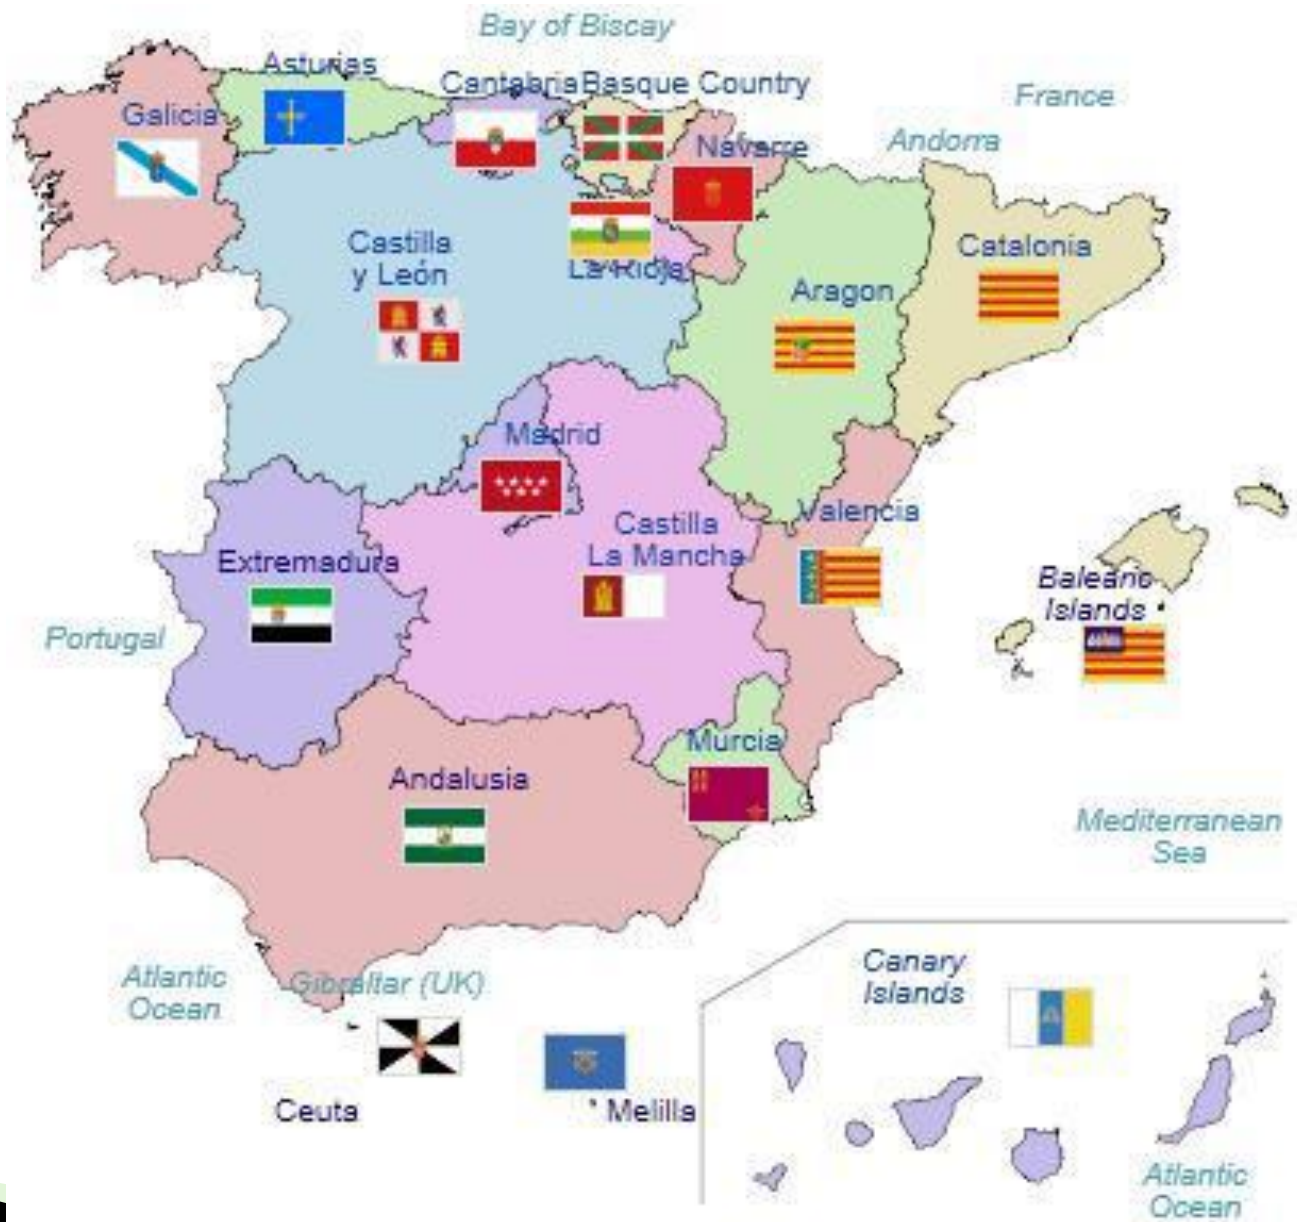 Bay of Biscay
Asturias
Cantabria
Basque Country
France
Galicia
Andorra
Navarre
Castilla
y León
La Rioja
Catalonia
Aragon
Madrid
Castilla
La Mancha
Valencia
Extremadura
Balearic
Islands
Portugal
Murcia
Andalusia
Mediterranean
Sea
Atlantic
Ocean
Gibraltar (UK)
Canary
Islands
Ceuta
Melilla
Atlantic
Ocean